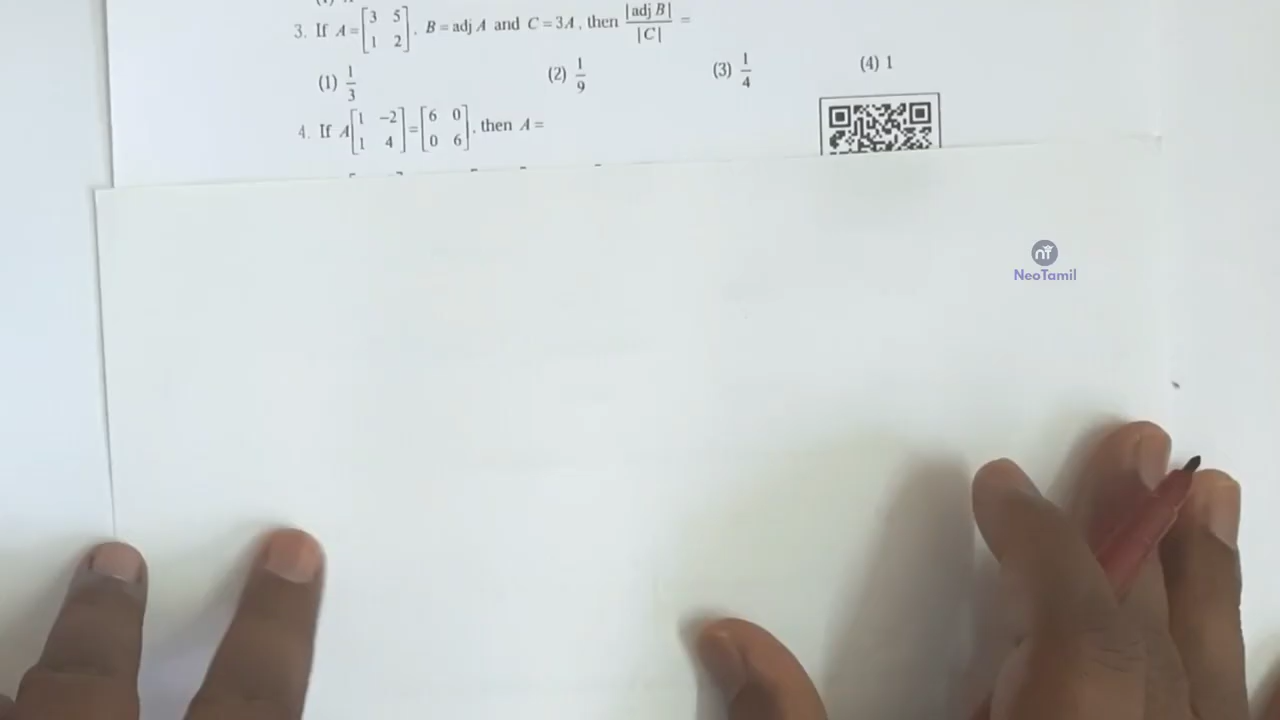 3. If A = [3 5; 1 2], B = adj A and C = 3A, then |adj B| / |C| =
(1) 1/3 (2) 1/9 (3) 1/4 (4) 1
4. If A [1 −2; 1 4] = [6 0; 0 6], then A =
NeoTamil